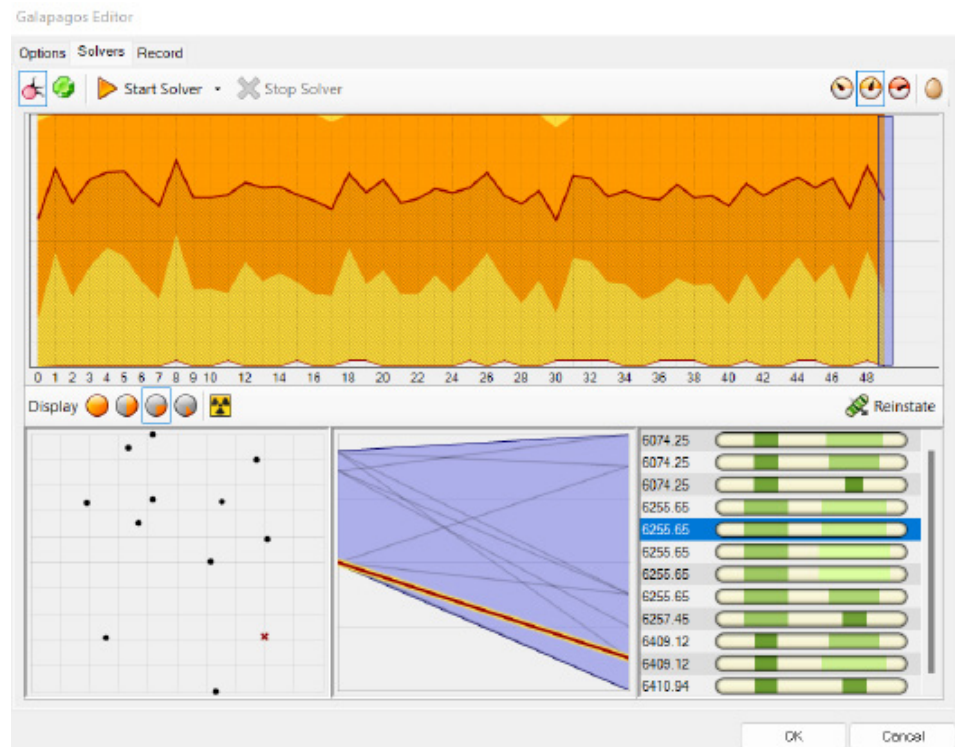 Galapagos Editor
Options Solvers Record
Start Solver Stop Solver
0 1 2 3 4 5 6 7 8 9 10 12 14 16 18 20 22 24 26 28 30 32 34 36 38 40 42 44 46 48
Display Reinstate
6074.25
6074.25
6074.25
6255.65
6255.65
6255.65
6255.65
6255.65
6257.45
6409.12
6409.12
6410.94
OK Cancel